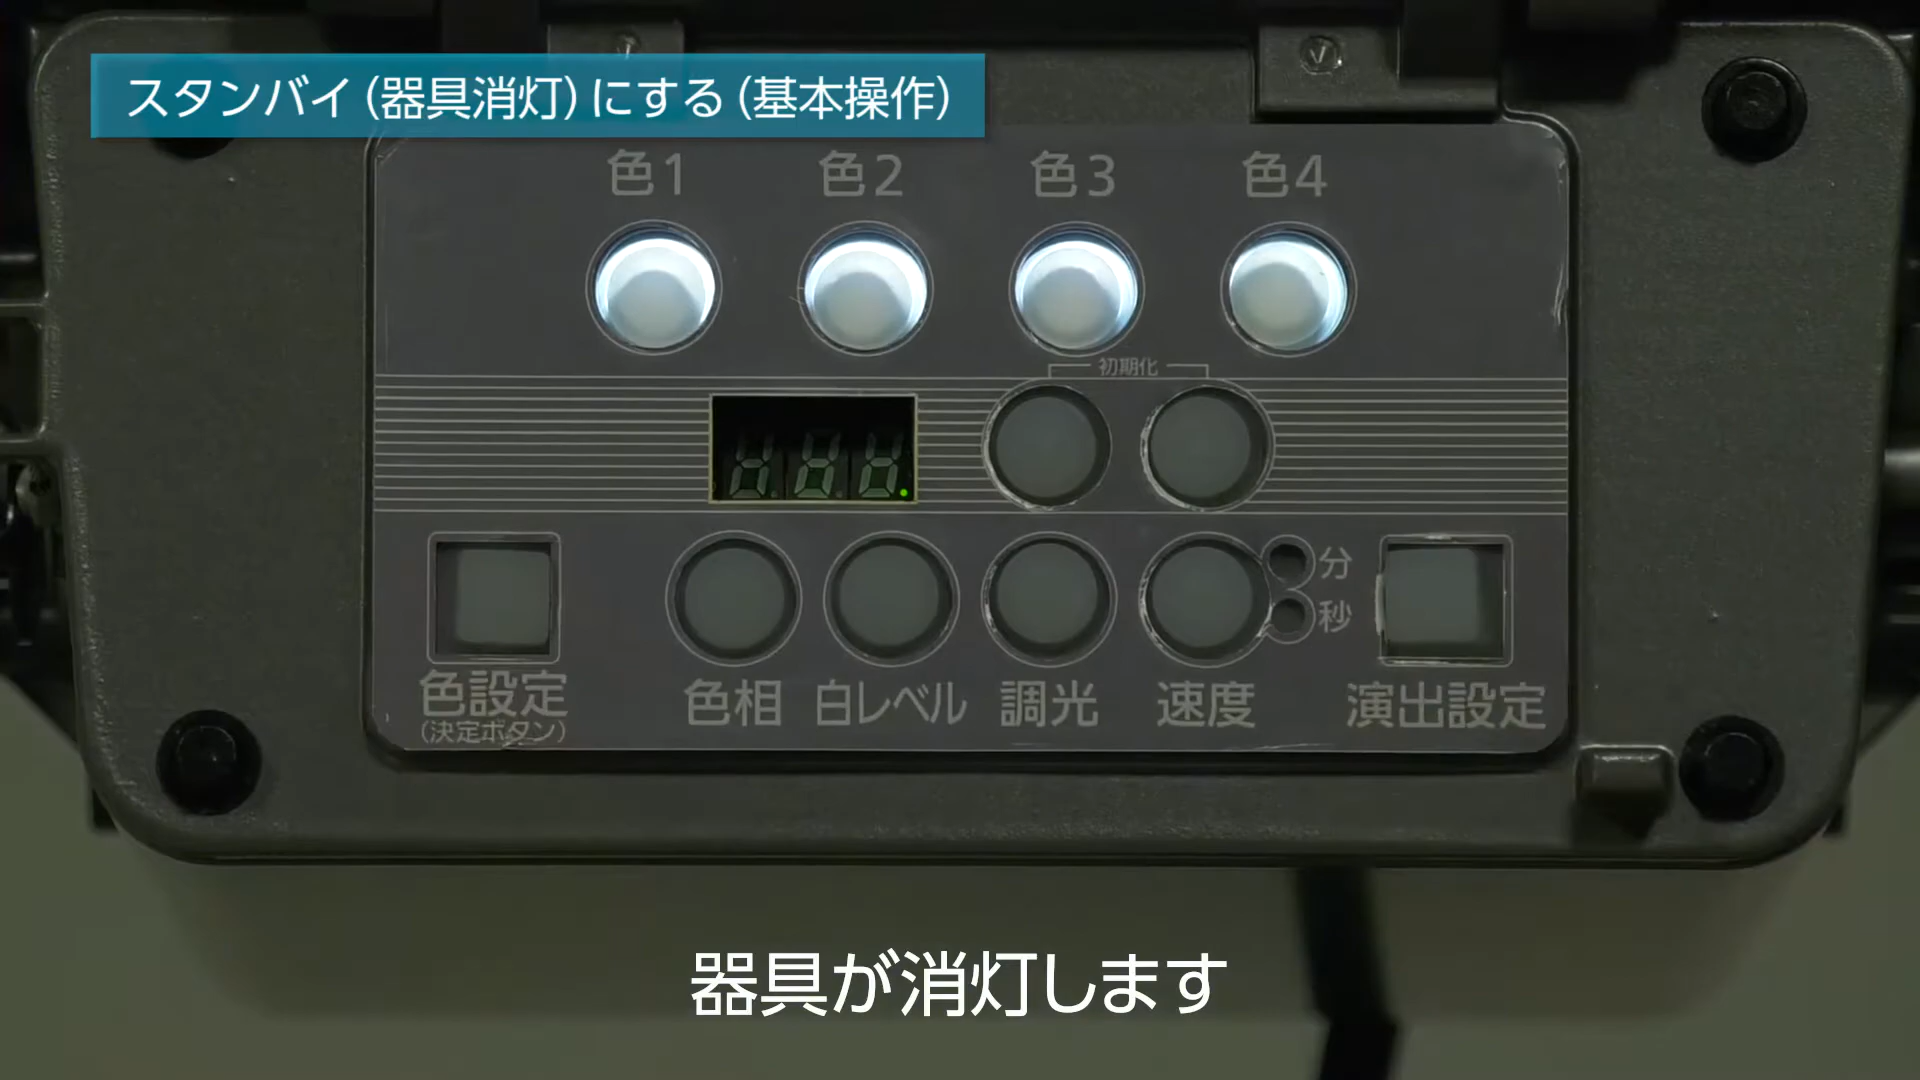 スタンバイ(器具消灯)にする(基本操作)
色1 色2 色3 色4
初期化
分
秒
色設定 色相 白レベル 調光 速度 演出設定
(決定ボタン)
器具が消灯します